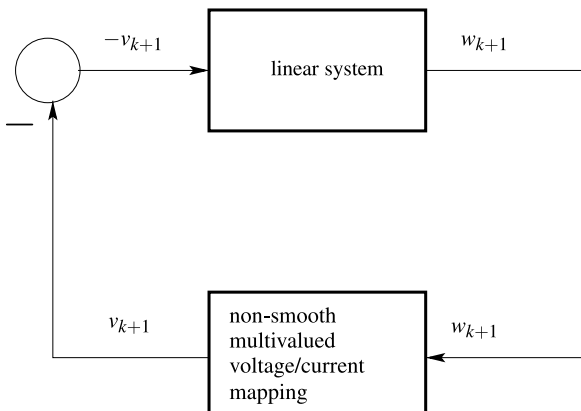 −v_{k+1}
w_{k+1}
linear system
−
v_{k+1}
non-smooth
multivalued
voltage/current
mapping
w_{k+1}